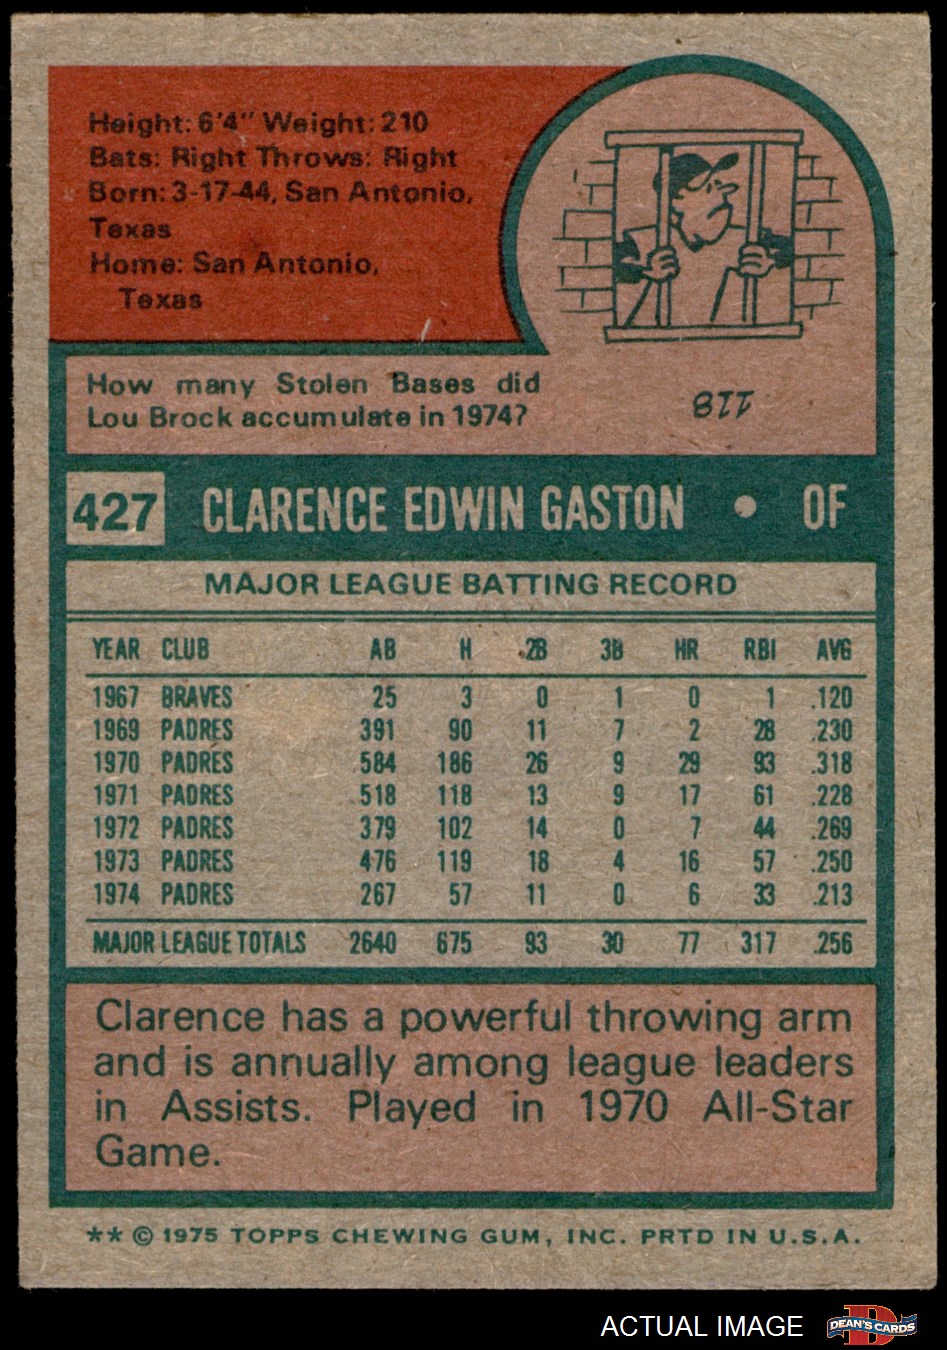 Height: 6'4" Weight: 210
Bats: Right Throws: Right
Born: 3-17-44, San Antonio,
Texas
Home: San Antonio,
Texas
How many Stolen Bases did
Lou Brock accumulate in 1974?
118
427 CLARENCE EDWIN GASTON • OF
MAJOR LEAGUE BATTING RECORD
YEAR CLUB AB H 2B 3B HR RBI AVG
1967 BRAVES 25 3 0 1 0 1 .120
1969 PADRES 391 90 11 7 2 28 .230
1970 PADRES 584 186 26 9 29 93 .318
1971 PADRES 518 118 13 9 17 61 .228
1972 PADRES 379 102 14 0 7 44 .269
1973 PADRES 476 119 18 4 16 57 .250
1974 PADRES 267 57 11 0 6 33 .213
MAJOR LEAGUE TOTALS 2640 675 93 30 77 317 .256
Clarence has a powerful throwing arm
and is annually among league leaders
in Assists. Played in 1970 All-Star
Game.
** © 1975 TOPPS CHEWING GUM, INC. PRTD IN U.S.A.
ACTUAL IMAGE
D
DEAN'S CARDS